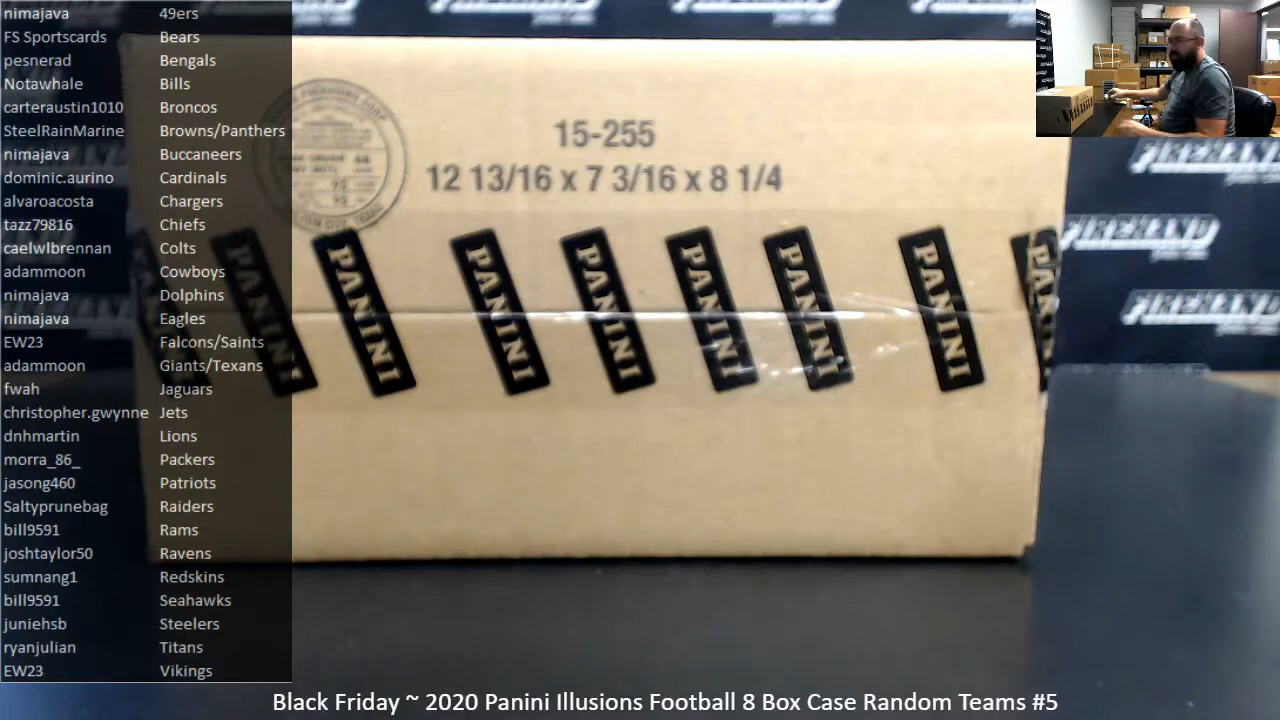 nimajava 49ers
FS Sportscards Bears
pesnerad Bengals
Notawhale Bills
carteraustin1010 Broncos
SteelRainMarine Browns/Panthers
nimajava Buccaneers
dominic.aurino Cardinals
alvaroacosta Chargers
tazz79816 Chiefs
caelwlbrennan Colts
adammoon Cowboys
nimajava Dolphins
nimajava Eagles
EW23 Falcons/Saints
adammoon Giants/Texans
fwah Jaguars
christopher.gwynne Jets
dnhmartin Lions
morra_86_ Packers
jasong460 Patriots
Saltyprunebag Raiders
bill9591 Rams
joshtaylor50 Ravens
sumnang1 Redskins
bill9591 Seahawks
juniehsb Steelers
ryanjulian Titans
EW23 Vikings
15-255
12 13/16 x 7 3/16 x 8 1/4
PANINI
PANINI
PANINI
PANINI
PANINI
PANINI
PANINI
PANINI
FIREHAND
FIREHAND
FIREHAND
Black Friday ~ 2020 Panini Illusions Football 8 Box Case Random Teams #5